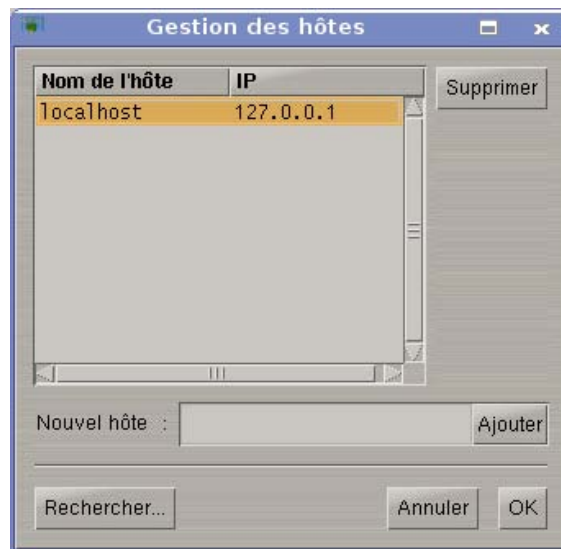 Gestion des hôtes
Nom de l'hôte IP
Supprimer
localhost 127.0.0.1
Nouvel hôte : Ajouter
Rechercher... Annuler OK